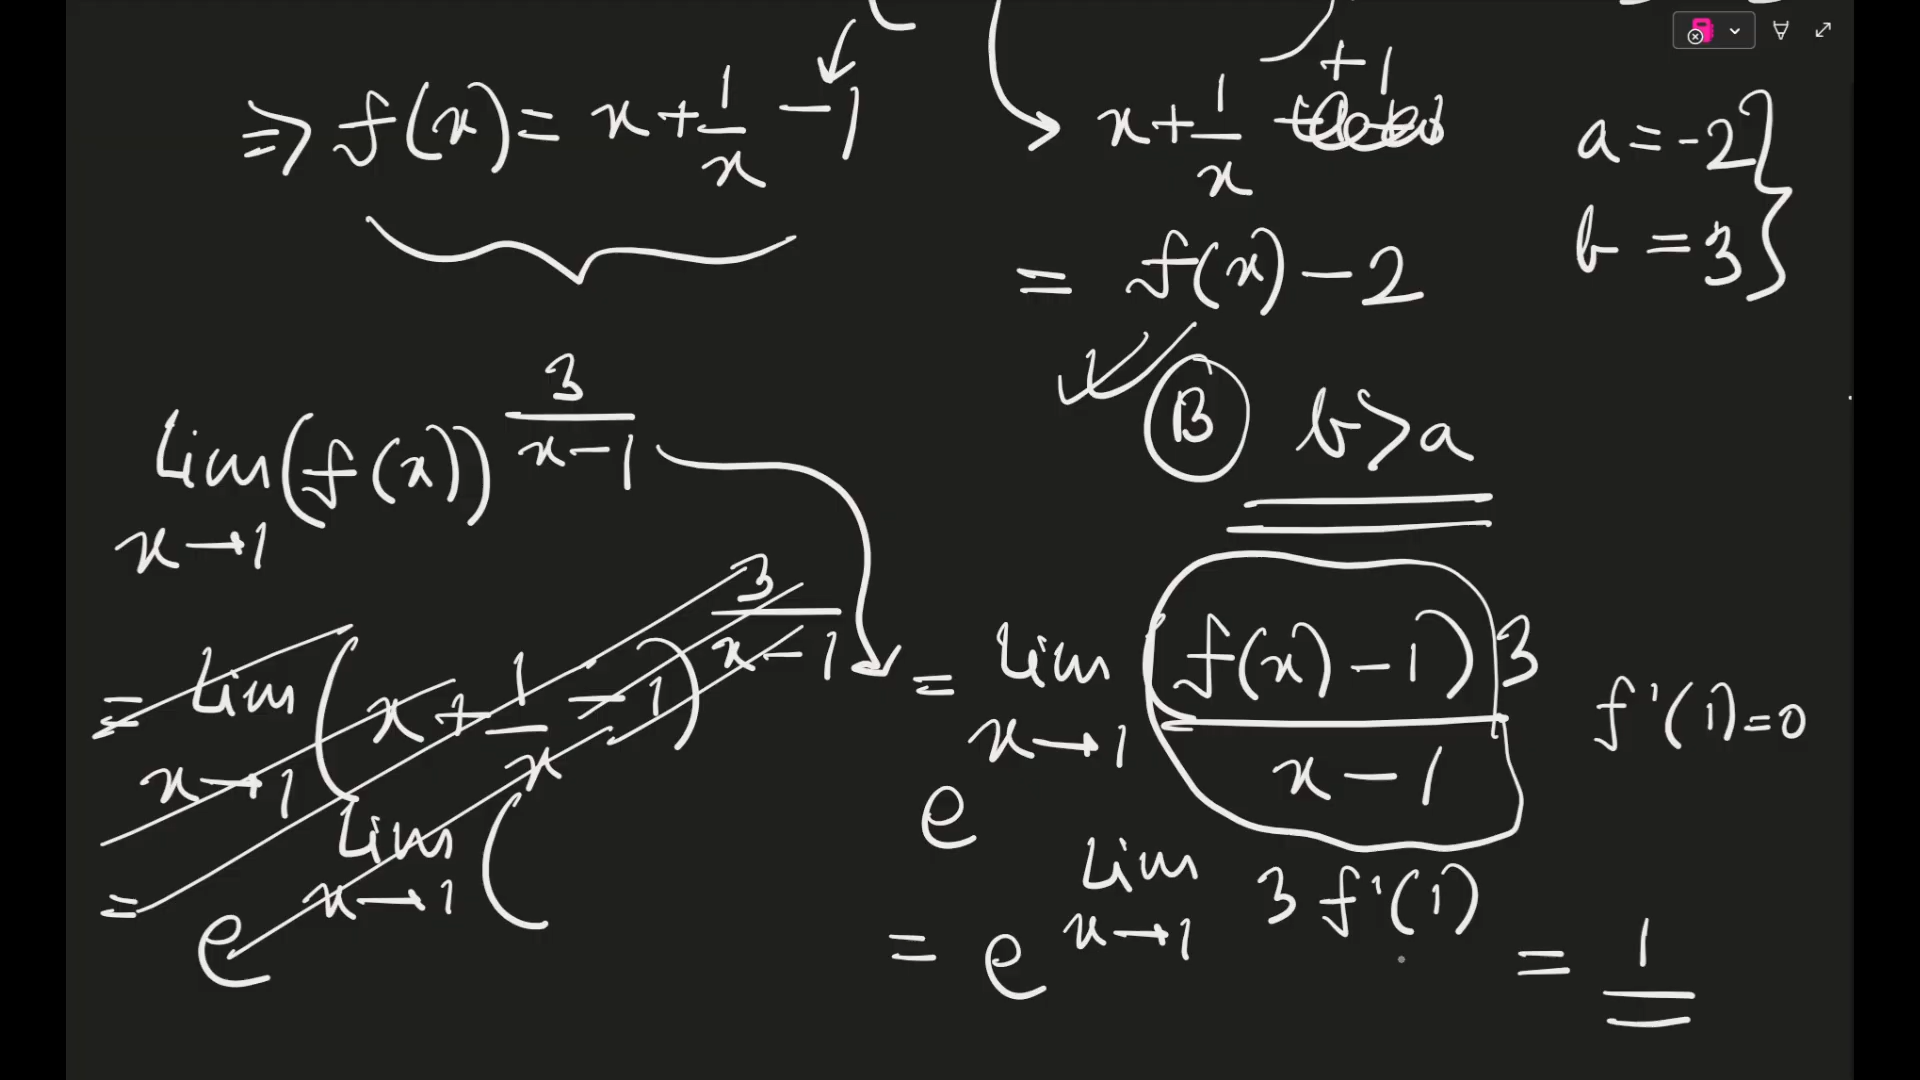 ⇒ f(x) = x + 1/x − 1
→ x + 1/x + 1
= f(x) − 2
a = -2
b = 3
B b > a
lim x→1 (f(x))^(3/(x−1))
= lim x→1 (x + 1/x − 1)^(3/(x−1))
= e^(lim x→1 (
= e^(lim x→1 (f(x) − 1)3/(x − 1))
f'(1) = 0
= e^(lim x→1 3f'(1)) = 1